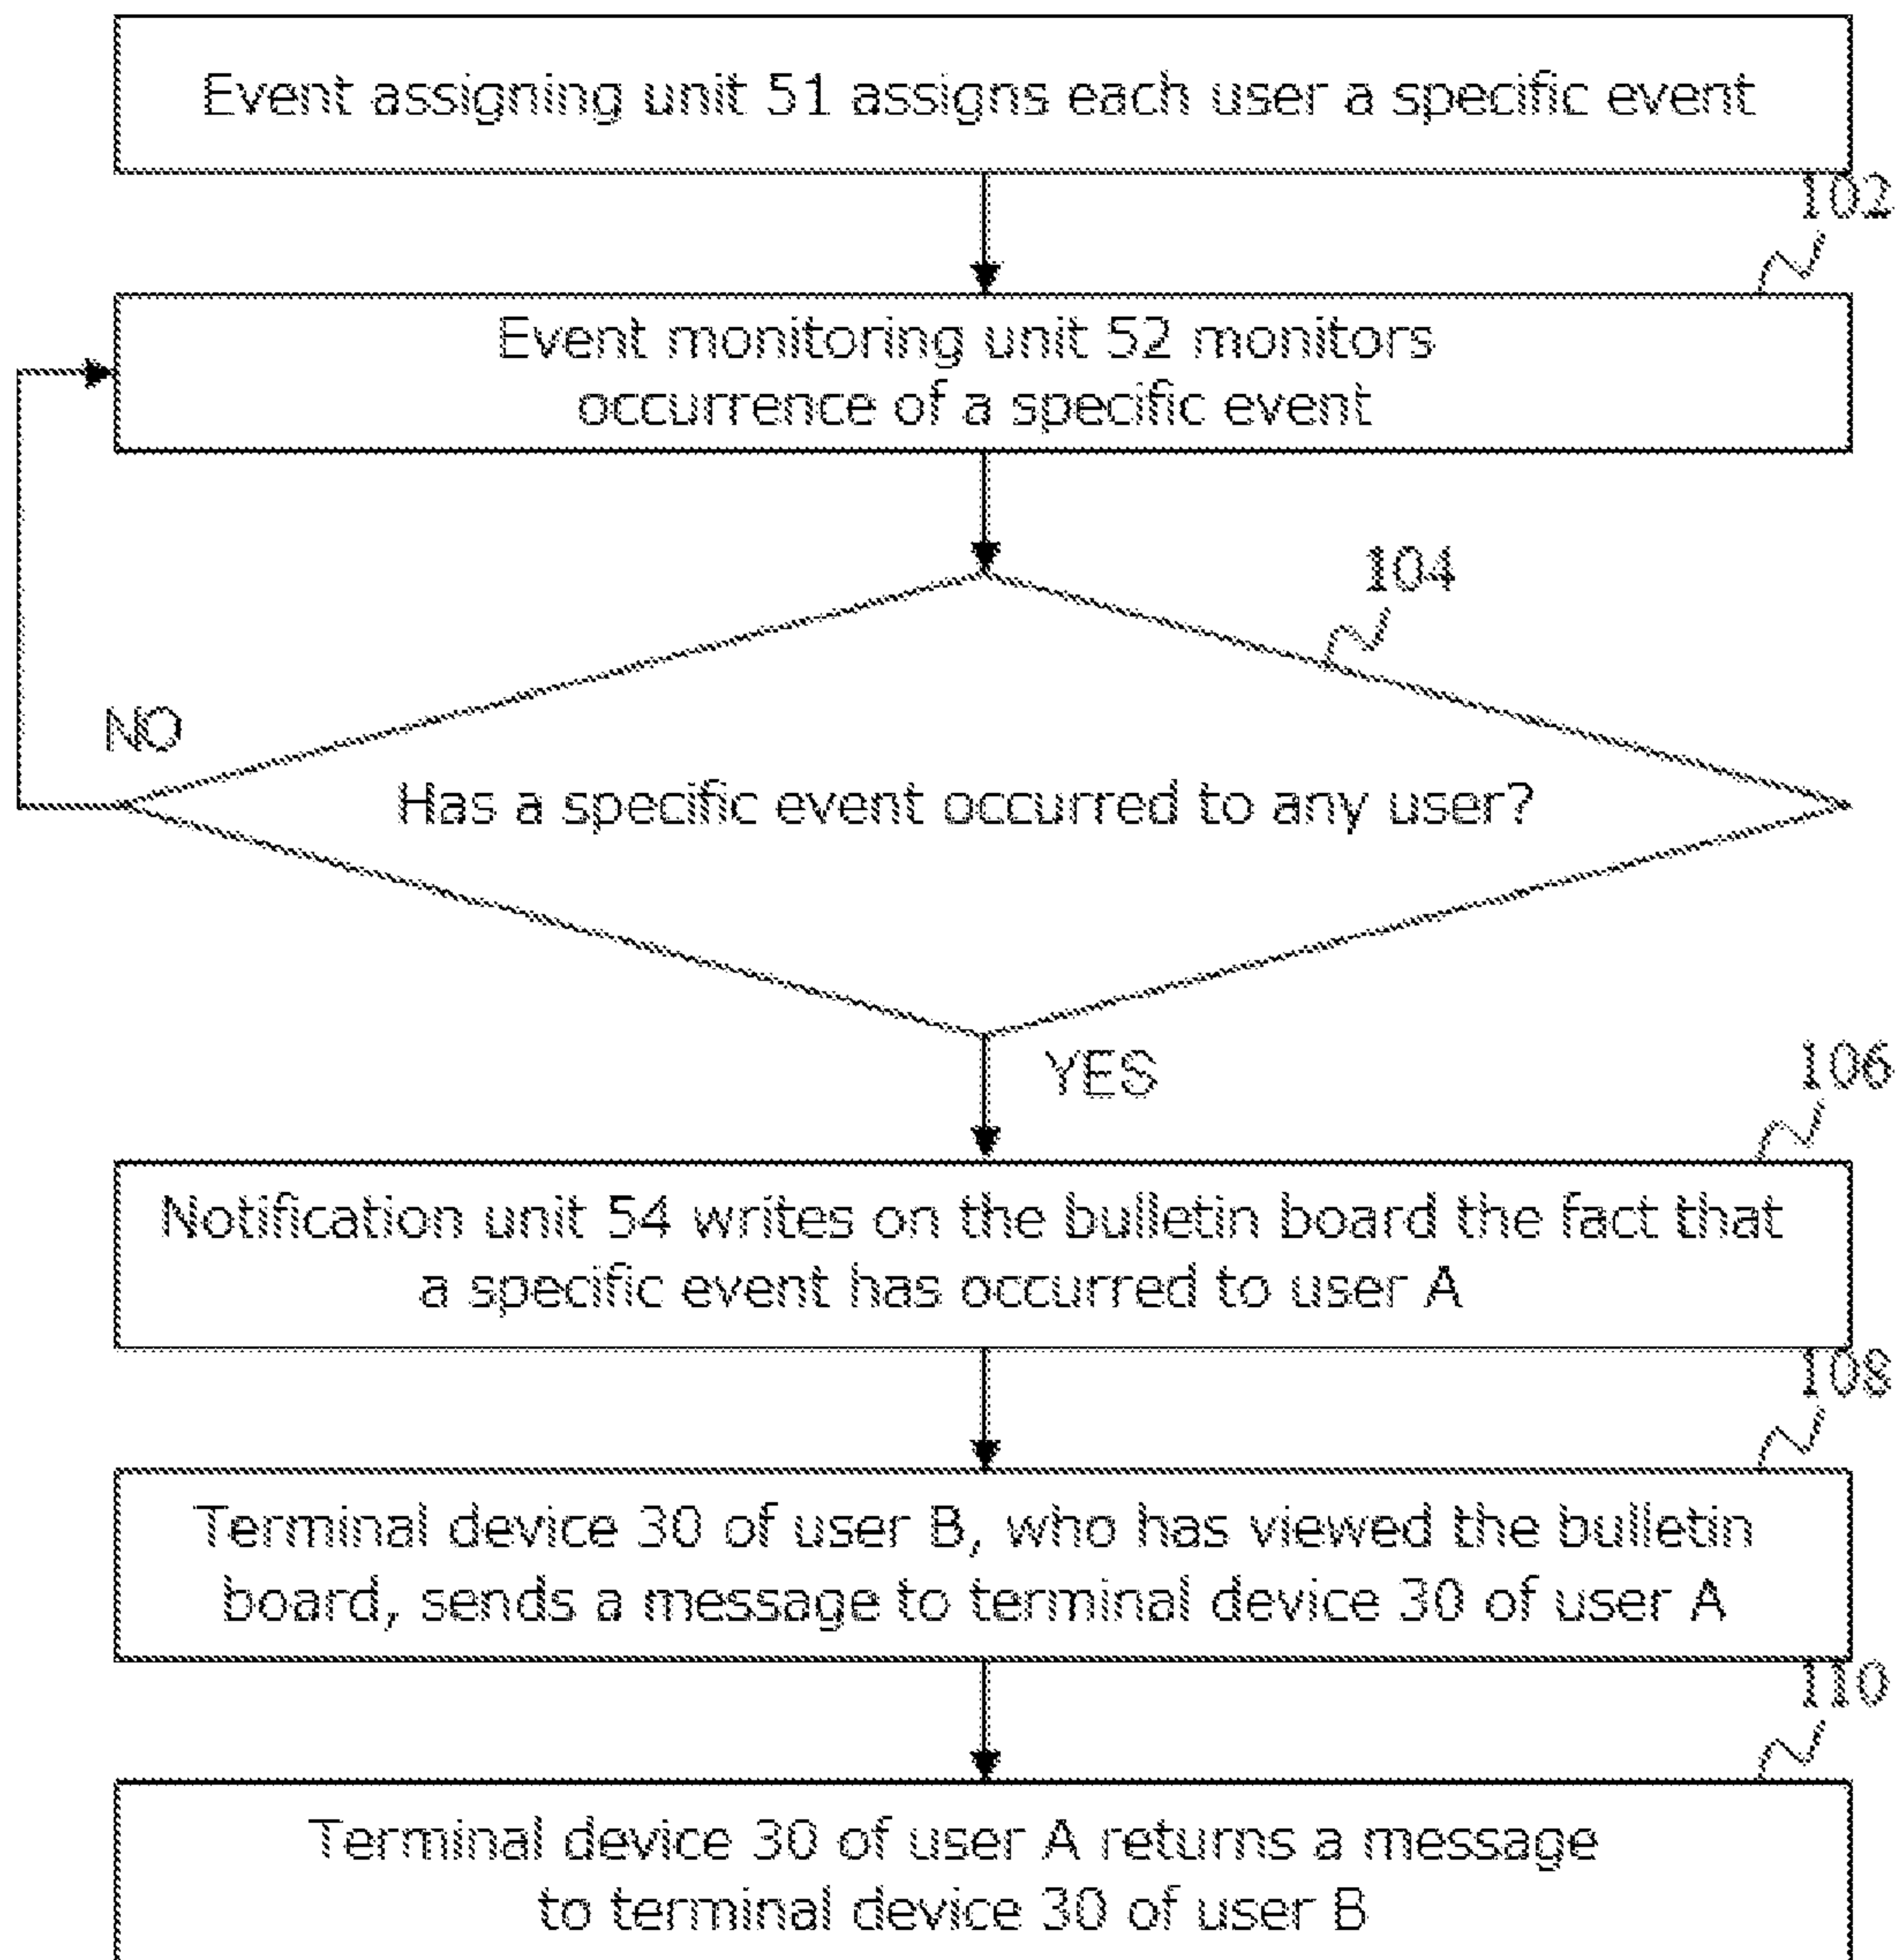 Event assigning unit 51 assigns each user a specific event
102
Event monitoring unit 52 monitors
occurrence of a specific event
104
NO
Has a specific event occurred to any user?
YES
106
Notification unit 54 writes on the bulletin board the fact that
a specific event has occurred to user A
108
Terminal device 30 of user B, who has viewed the bulletin
board, sends a message to terminal device 30 of user A
110
Terminal device 30 of user A returns a message
to terminal device 30 of user B